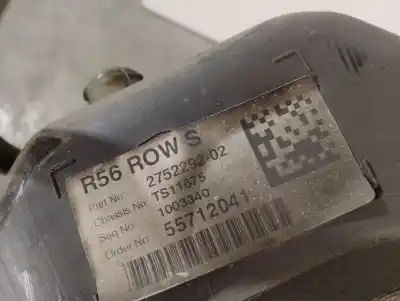 R56 ROW S
Part No: 2752292-02
Chassis No: TS11675
Seq No: 1003340
Order No: 55712041